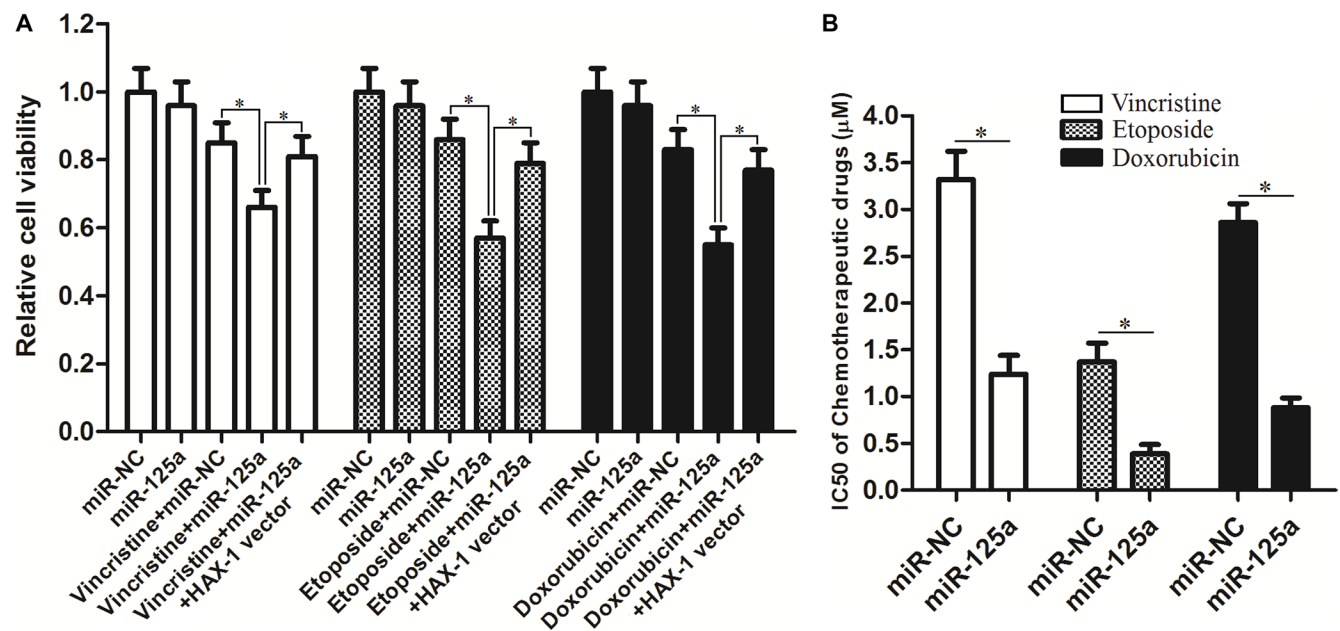 A
Relative cell viability
1.2
1.0
0.8
0.6
0.4
0.2
0.0
* * * * * *
miR-NC
miR-125a
Vincristine+miR-NC
Vincristine+miR-125a
Vincristine+miR-125a
+HAX-1 vector
miR-NC
miR-125a
Etoposide+miR-NC
Etoposide+miR-125a
Etoposide+miR-125a
+HAX-1 vector
miR-NC
miR-125a
Doxorubicin+miR-NC
Doxorubicin+miR-125a
Doxorubicin+miR-125a
+HAX-1 vector
B
IC50 of Chemotherapeutic drugs (μM)
4.0
3.5
3.0
2.5
2.0
1.5
1.0
0.5
0.0
Vincristine
Etoposide
Doxorubicin
* * *
miR-NC
miR-125a
miR-NC
miR-125a
miR-NC
miR-125a